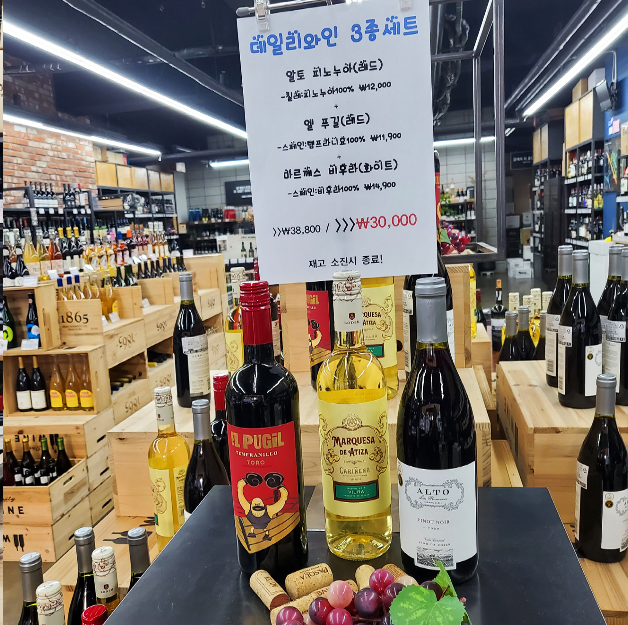 데일리와인 3종세트
알토 피노누아(레드)
-칠레:피노누아100% ₩12,000
+
엘 푸길(레드)
-스페인:템프라니요100% ₩11,900
+
마르께스 비우라(화이트)
-스페인:비우라100% ₩14,900
>>₩38,800 / >>>₩30,000
재고 소진시 종료!
1865
EL PUGIL
TEMPRANILLO
TORO
MARQUESA
DE ATIZA
CARIÑENA
VIURA
ALTO
PINOT NOIR